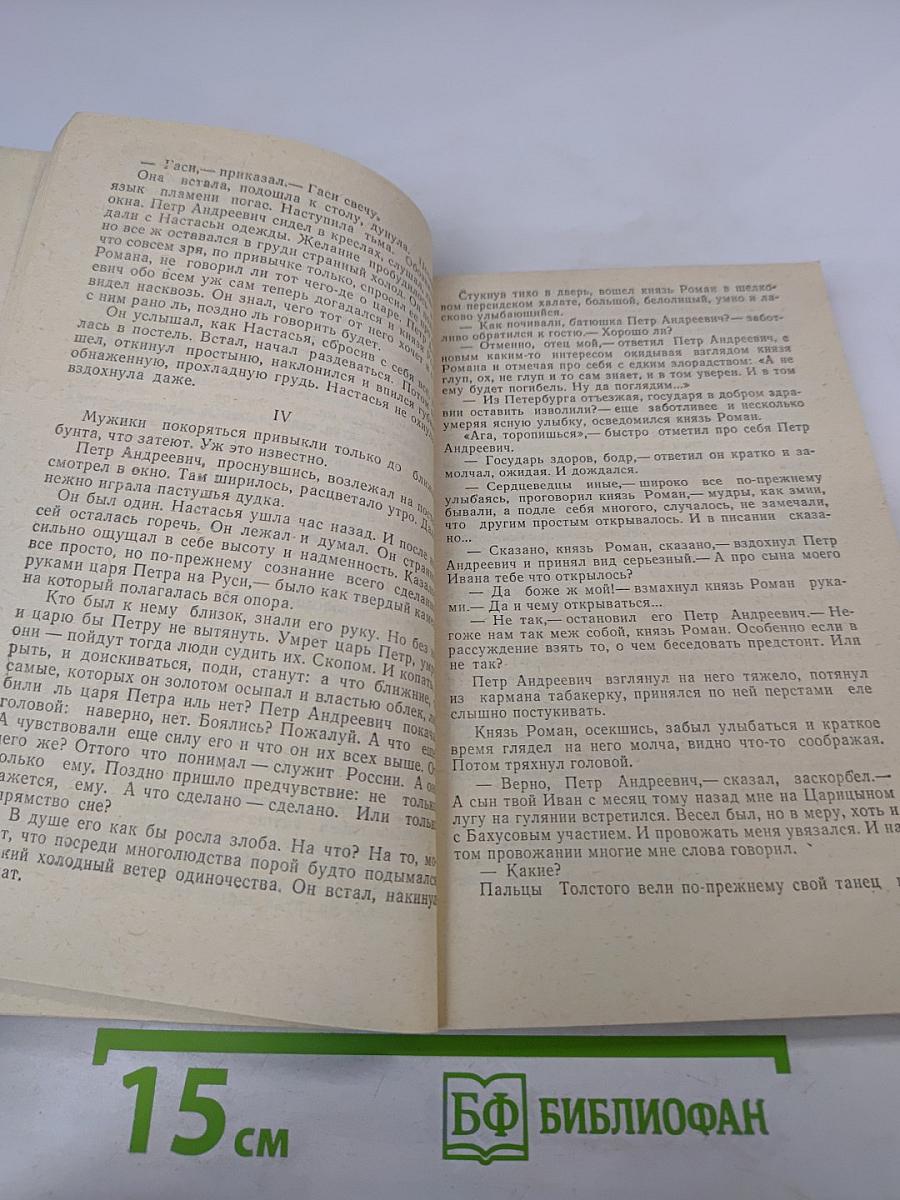 — Гаси,— приказал.— Гаси свечу.
Она встала, подошла к столу, дунула.
язык пламени погас. Наступила тьма.
окна. Петр Андреевич сидел в креслах,
дали с Настасьи одежды. Желание
но все ж оставался в груди странный холод.
что совсем зря, по привычке только, спросил
Романа, не говорил ли тот чего-де о царе.
евич обо всем уж сам теперь догадался и князя
видел насквозь. Он знал, чего тот от него хочет
с ним рано ль, поздно ль говорить будет.
Он услышал, как Настасья, сбросив с себя
лась в постель. Встал, начал раздеваться.
шел, откинул простыню, наклонился и впился
обнаженную, прохладную грудь. Настасья не
вздохнула даже.
IV
Мужики покоряться привыкли только до
бунта, что затеют. Уж это известно.
Петр Андреевич, проснувшись, возлежал на
смотрел в окно. Там ширилось, расцветало утро.
нежно играла пастушья дудка.
Он был один. Настасья ушла час назад. И после
сей осталась горечь. Он лежал и думал. Он
сильно ощущал в себе высоту и надменность.
все просто, но по-прежнему сознание всего
руками царя Петра на Руси,— было как твердый
на который полагалась вся опора.
Кто был к нему близок, знали его руку. Но без
и царю бы Петру не вытянуть. Умрет царь Петр,
они — пойдут тогда люди судить их. Скопом. И копать,
рыть, и доискиваться, поди, станут: а что ближние,
самые, которых он золотом осыпал и властью облек,
били ль царя Петра иль нет? Петр Андреевич
головой: наверно, нет. Боялись? Пожалуй. А что
А чувствовали еще силу его и что он их всех выше.
чего же? Оттого что понимал — служит России. А
олько ему. Поздно пришло предчувствие: не
ажется, ему. А что сделано — сделано. Или
прямство сие?
В душе его как бы росла злоба. На что? На то,
ет, что посреди многолюдства порой будто
кий холодный ветер одиночества. Он встал, накинул
лат.
Стукнув тихо в дверь, вошел князь Роман в шелко-
вом персидском халате, большой, белолицый, умно и ла-
сково улыбающийся.
— Как почивали, батюшка Петр Андреевич?— забот-
ливо обратился к гостю.— Хорошо ли?
— Отменно, отец мой,— ответил Петр Андреевич, с
новым каким-то интересом окидывая взглядом князя
Романа и отмечая про себя с едким злорадством: «А не
глуп, ох, не глуп и то сам знает, и в том уверен. И в том
ему будет погибель. Ну да поглядим...»
— Из Петербурга отъезжая, государя в добром здра-
вии оставить изволили?— еще заботливее и несколько
умеряя ясную улыбку, осведомился князь Роман.
«Ага, торопишься»,— быстро отметил про себя Петр
Андреевич.
— Государь здоров, бодр,— ответил он кратко и за-
молчал, ожидая. И дождался.
— Сердцеведцы иные,— широко все по-прежнему
улыбаясь, проговорил князь Роман,— мудры, как змии,
бывали, а подле себя многого, случалось, не замечали,
что другим простым открывалось. И в писании сказа-
но...
— Сказано, князь Роман, сказано,— вздохнул Петр
Андреевич и принял вид серьезный.— А про сына моего
Ивана тебе что открылось?
— Да боже ж мой!— взмахнул князь Роман рука-
ми.— Да и чему открываться...
— Не так,— остановил его Петр Андреевич.— Не-
гоже нам так меж собой, князь Роман. Особенно если в
рассуждение взять то, о чем беседовать предстоит. Или
не так?
Петр Андреевич взглянул на него тяжело, потянул
из кармана табакерку, принялся по ней перстами еле
слышно постукивать.
Князь Роман, осекшись, забыл улыбаться и краткое
время глядел на него молча, видно что-то соображая.
Потом тряхнул головой.
— Верно, Петр Андреевич,— сказал, заскорбел.—
А сын твой Иван с месяц тому назад мне на Царицыном
лугу на гулянии встретился. Весел был, но в меру, хоть и
с Бахусовым участием. И провожать меня увязался. И на
том провожании многие мне слова говорил.
— Какие?
Пальцы Толстого вели по-прежнему свой танец
15 см
БФ БИБЛИОФАН